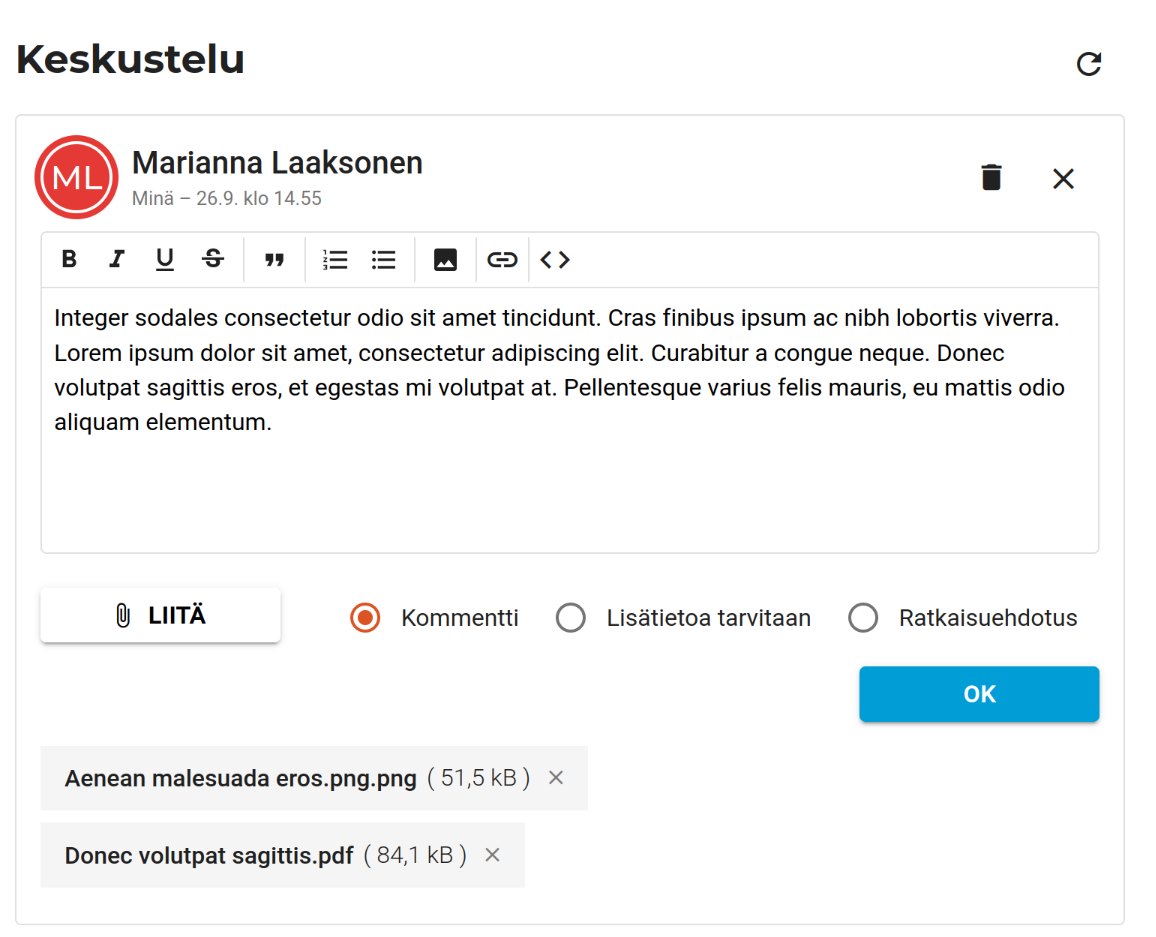 Keskustelu
ML
Marianna Laaksonen
Minä – 26.9. klo 14.55
Integer sodales consectetur odio sit amet tincidunt. Cras finibus ipsum ac nibh lobortis viverra.
Lorem ipsum dolor sit amet, consectetur adipiscing elit. Curabitur a congue neque. Donec
volutpat sagittis eros, et egestas mi volutpat at. Pellentesque varius felis mauris, eu mattis odio
aliquam elementum.
LIITÄ
Kommentti Lisätietoa tarvitaan Ratkaisuehdotus
OK
Aenean malesuada eros.png.png ( 51,5 kB )
Donec volutpat sagittis.pdf ( 84,1 kB )